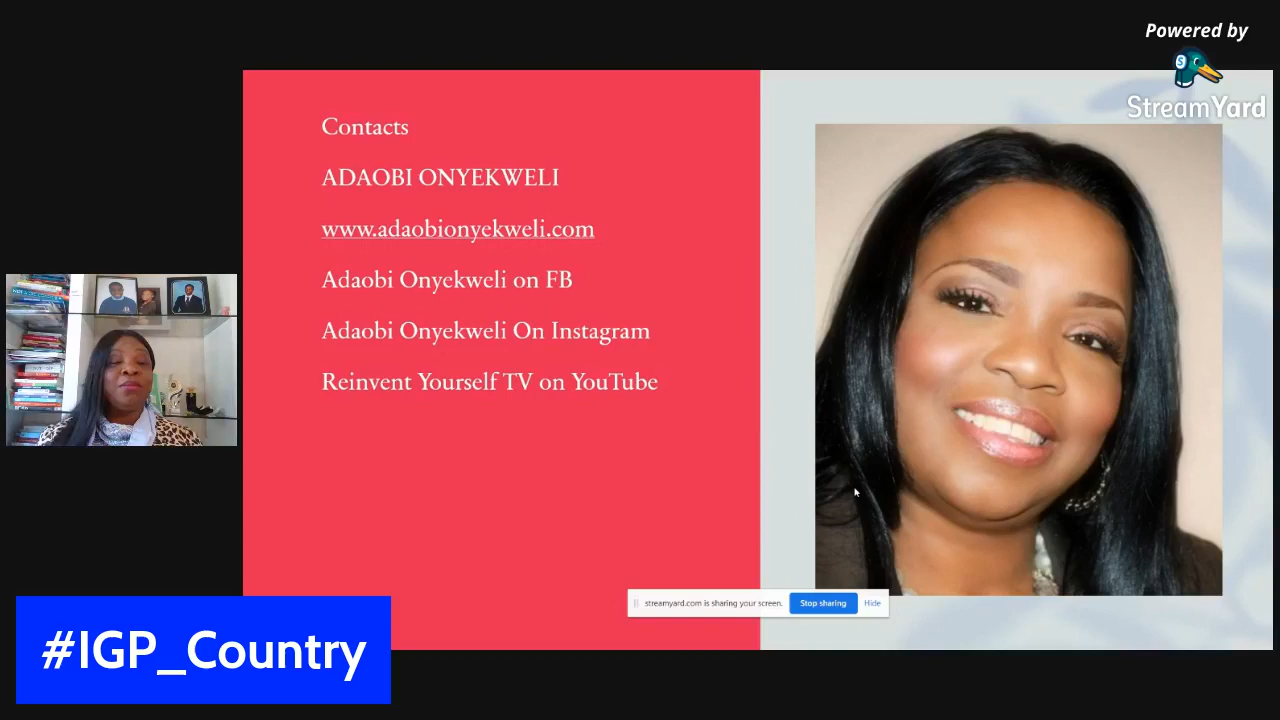 Powered by
StreamYard
Contacts
ADAOBI ONYEKWELI
www.adaobionyekweli.com
Adaobi Onyekweli on FB
Adaobi Onyekweli On Instagram
Reinvent Yourself TV on YouTube
streamyard.com is sharing your screen. Stop sharing Hide
#IGP_Country